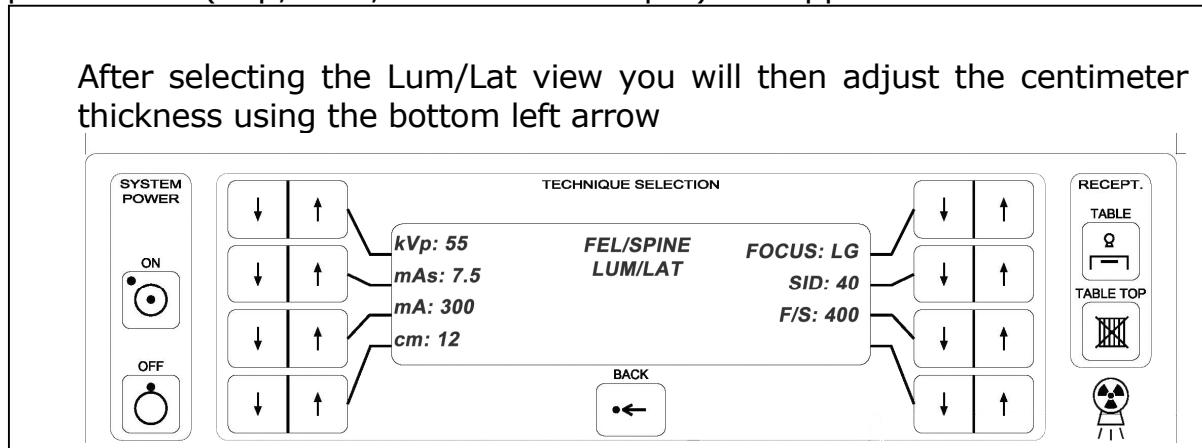 After selecting the Lum/Lat view you will then adjust the centimeter
thickness using the bottom left arrow
SYSTEM
POWER
ON
OFF
TECHNIQUE SELECTION
kVp: 55
mAs: 7.5
mA: 300
cm: 12
FEL/SPINE
LUM/LAT
FOCUS: LG
SID: 40
F/S: 400
BACK
RECEPT.
TABLE
TABLE TOP